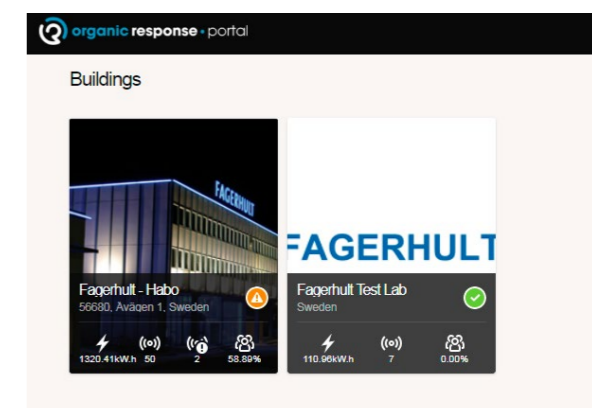 organic response • portal
Buildings
FAGERHULT
FAGERHULT
Fagerhult - Habo
56680, Avägen 1, Sweden
1320.41kW.h 50 2 58.89%
Fagerhult Test Lab
Sweden
110.96kW.h 7 0.00%